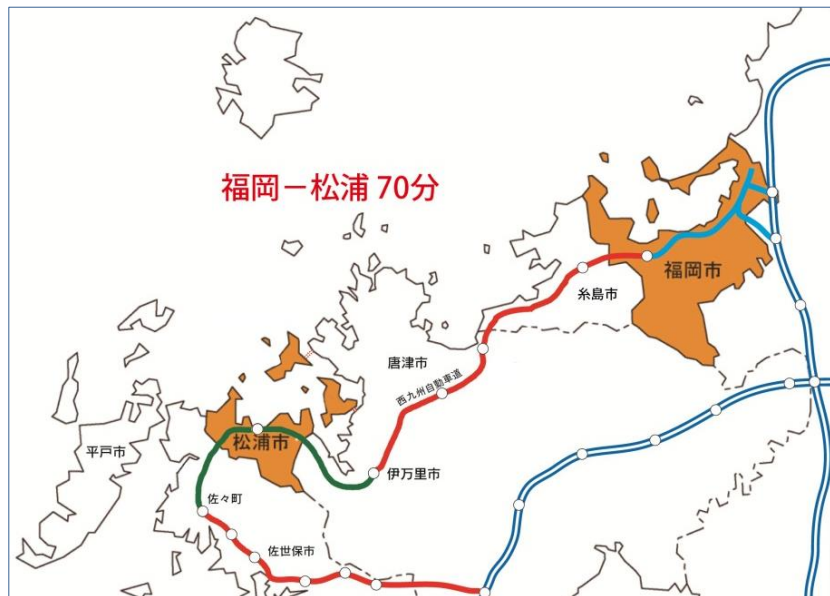 福岡－松浦 70分
福岡市
糸島市
唐津市
西九州自動車道
松浦市
平戸市
伊万里市
佐々町
佐世保市